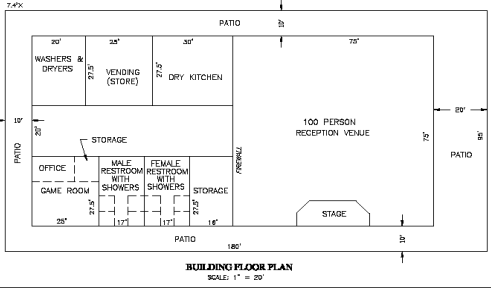 7.4"X
PATIO
10'
20' 25" 30' 75"
WASHERS &
DRYERS
27.5'
VENDING
(STORE)
27.5'
DRY KITCHEN
20'
10'
20"
PATIO
STORAGE
FIREWALL
100 PERSON
RECEPTION VENUE
75"
PATIO
95'
OFFICE
GAME ROOM
27.5'
MALE
RESTROOM
WITH
SHOWERS
FEMALE
RESTROOM
WITH
SHOWERS
27.5'
STORAGE
STAGE
25" 17" 17" 16"
PATIO
10'
180'
BUILDING FLOOR PLAN
SCALE: 1" = 20'